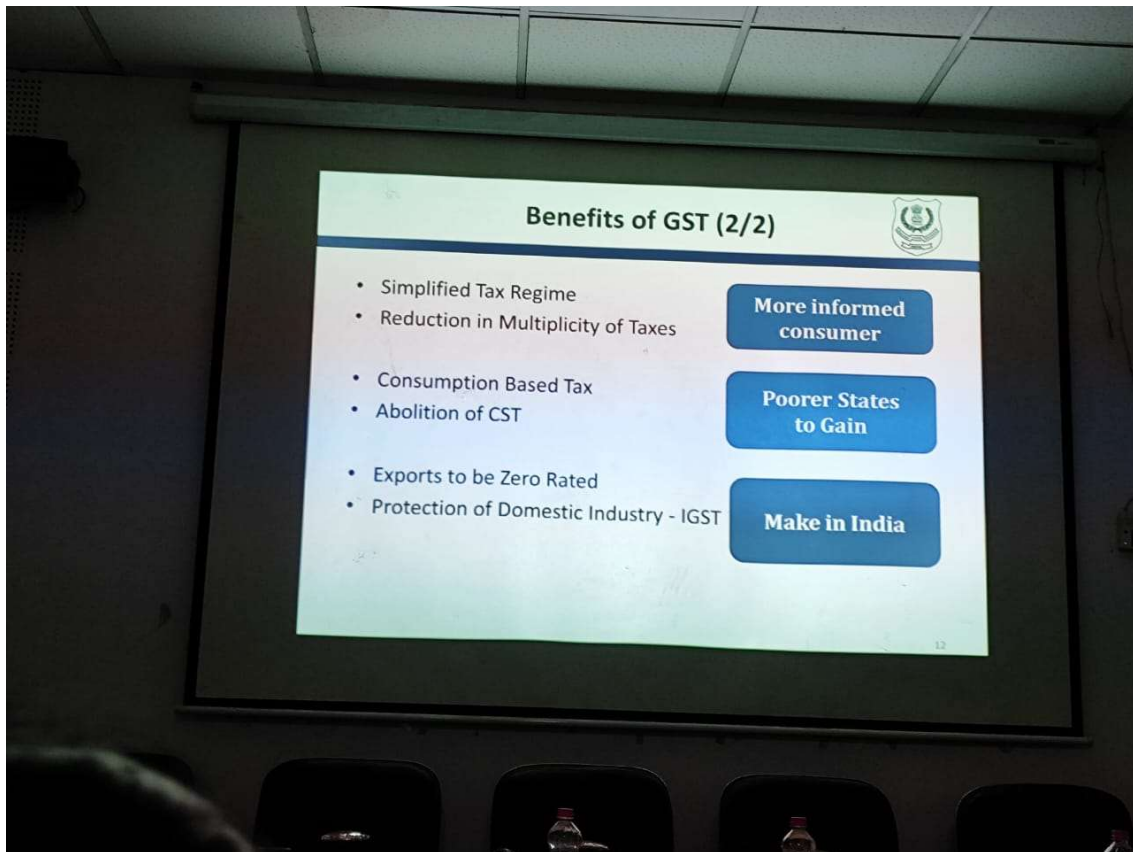 Benefits of GST (2/2)
• Simplified Tax Regime
• Reduction in Multiplicity of Taxes
More informed
consumer
• Consumption Based Tax
• Abolition of CST
Poorer States
to Gain
• Exports to be Zero Rated
• Protection of Domestic Industry - IGST
Make in India
12